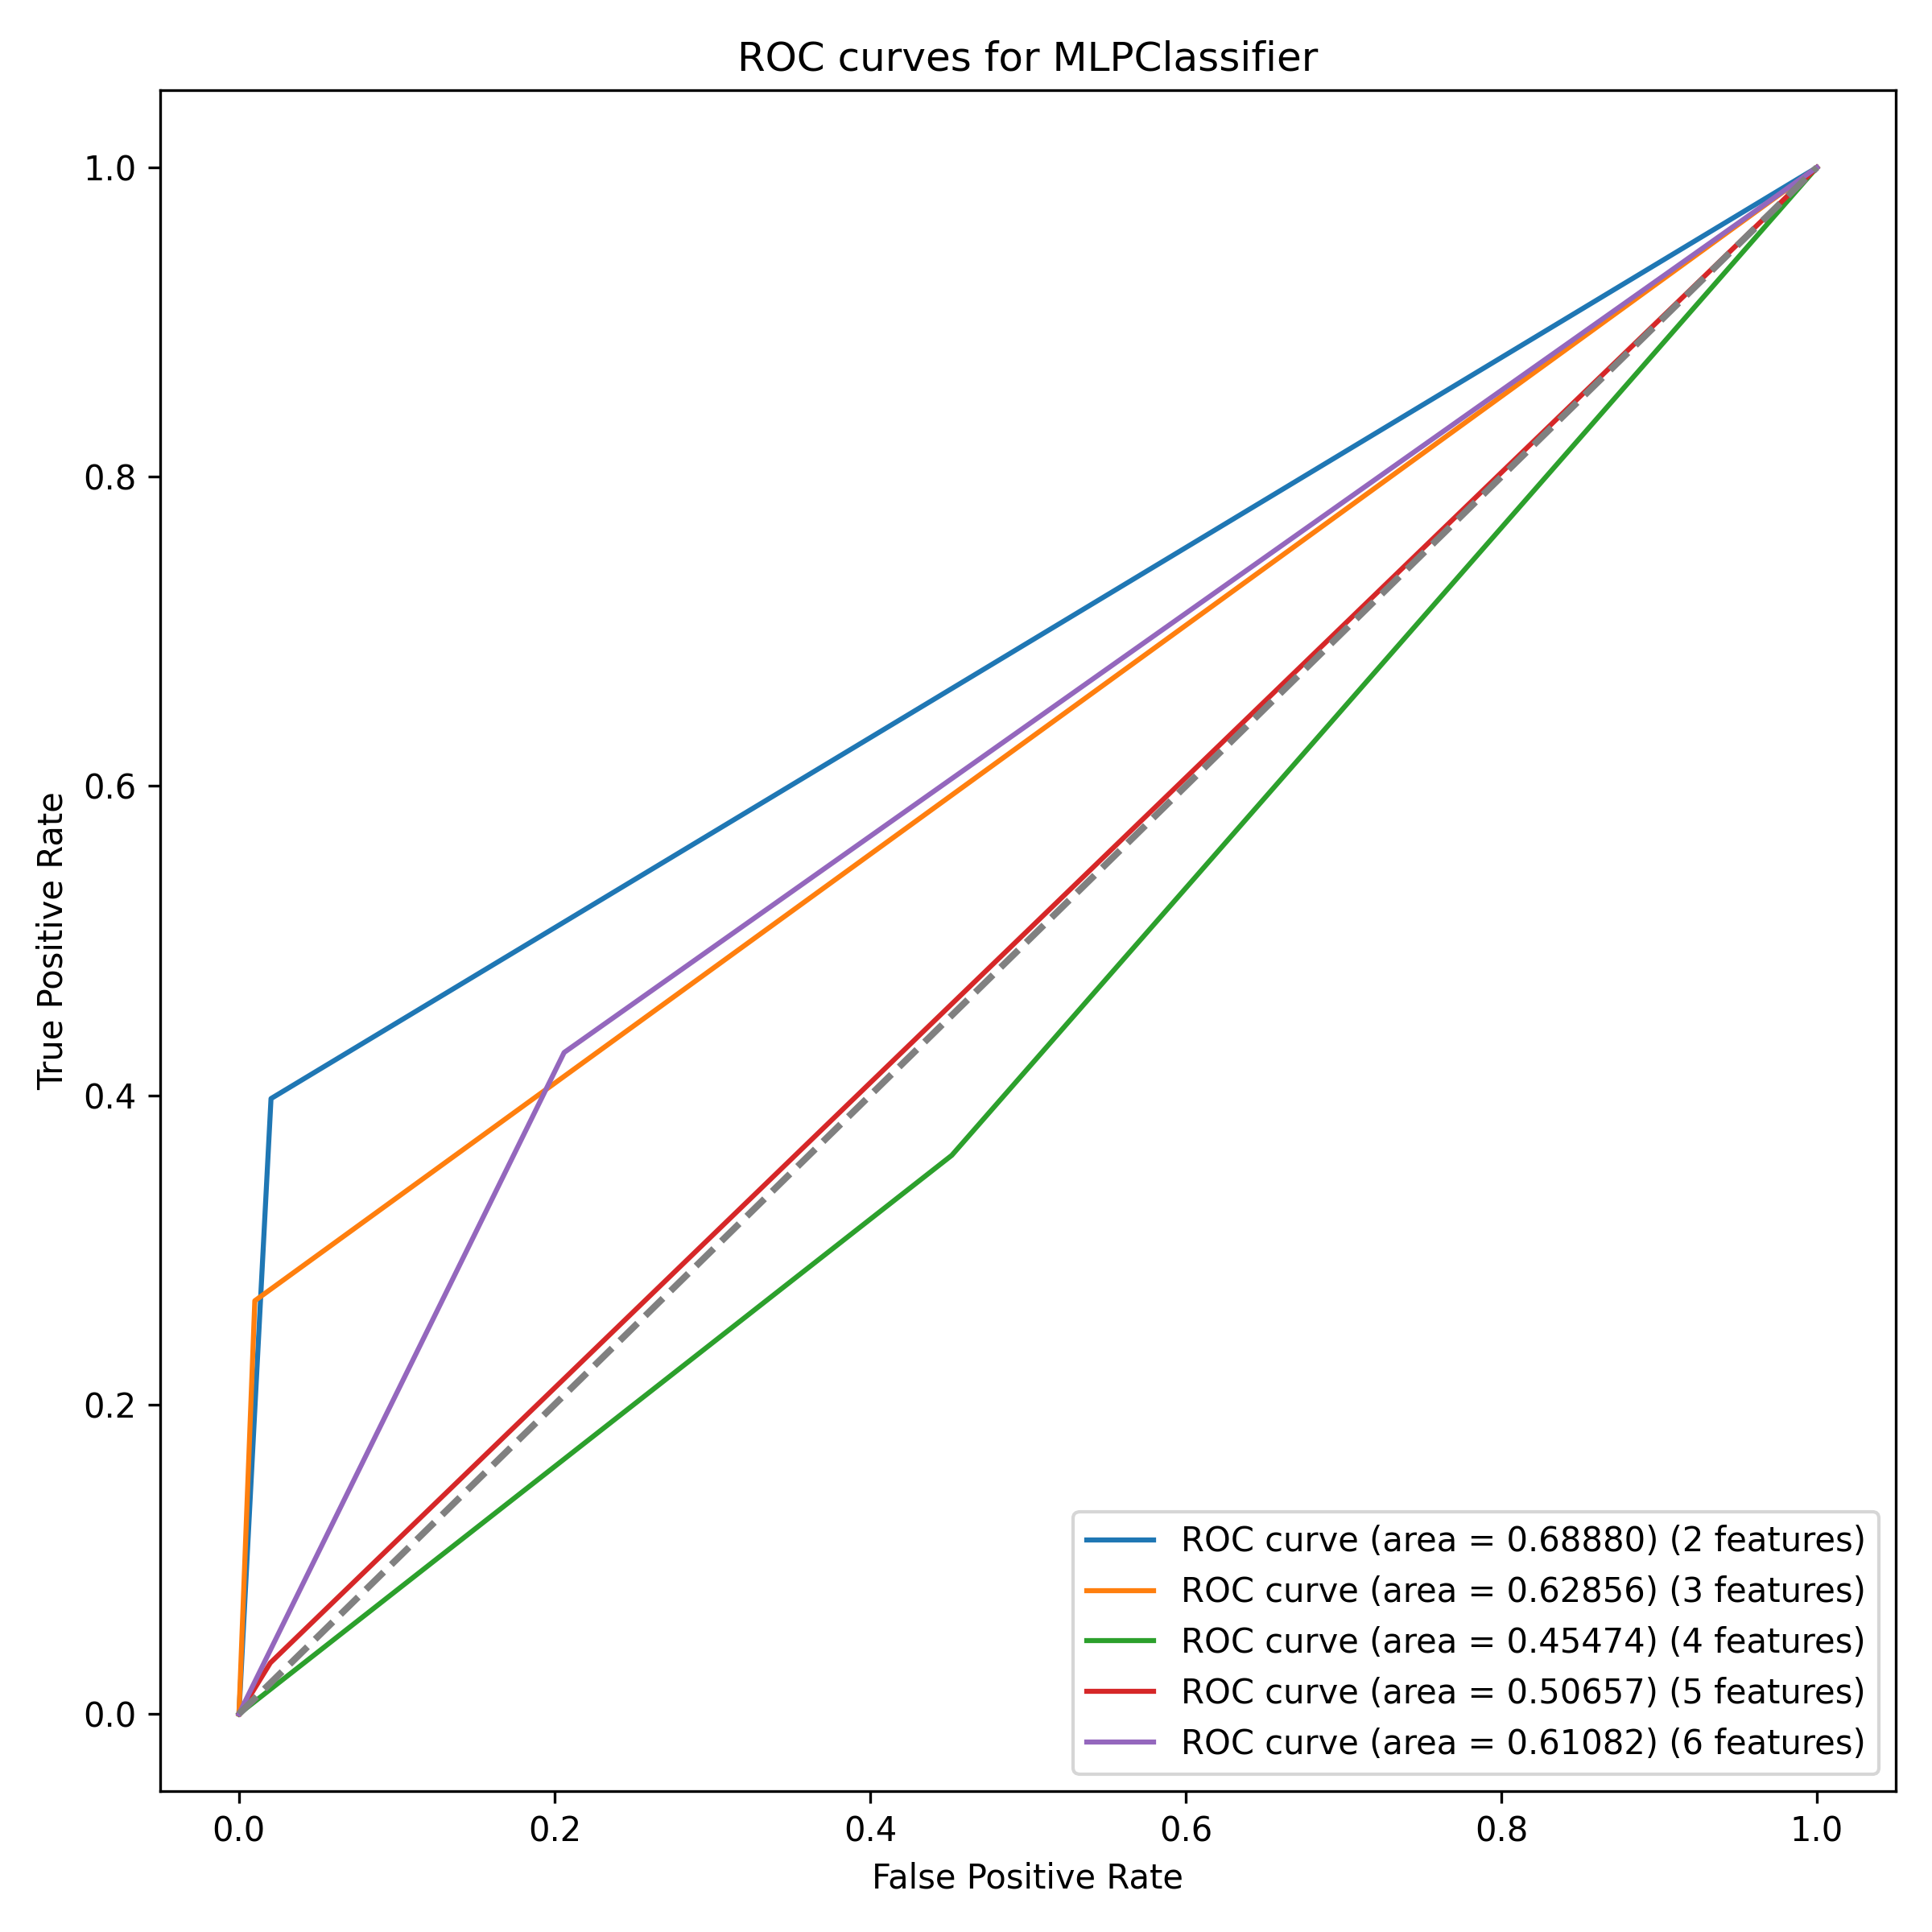 ROC curves for MLPClassifier
True Positive Rate
1.0
0.8
0.6
0.4
0.2
0.0
0.0 0.2 0.4 0.6 0.8 1.0
False Positive Rate
ROC curve (area = 0.68880) (2 features)
ROC curve (area = 0.62856) (3 features)
ROC curve (area = 0.45474) (4 features)
ROC curve (area = 0.50657) (5 features)
ROC curve (area = 0.61082) (6 features)